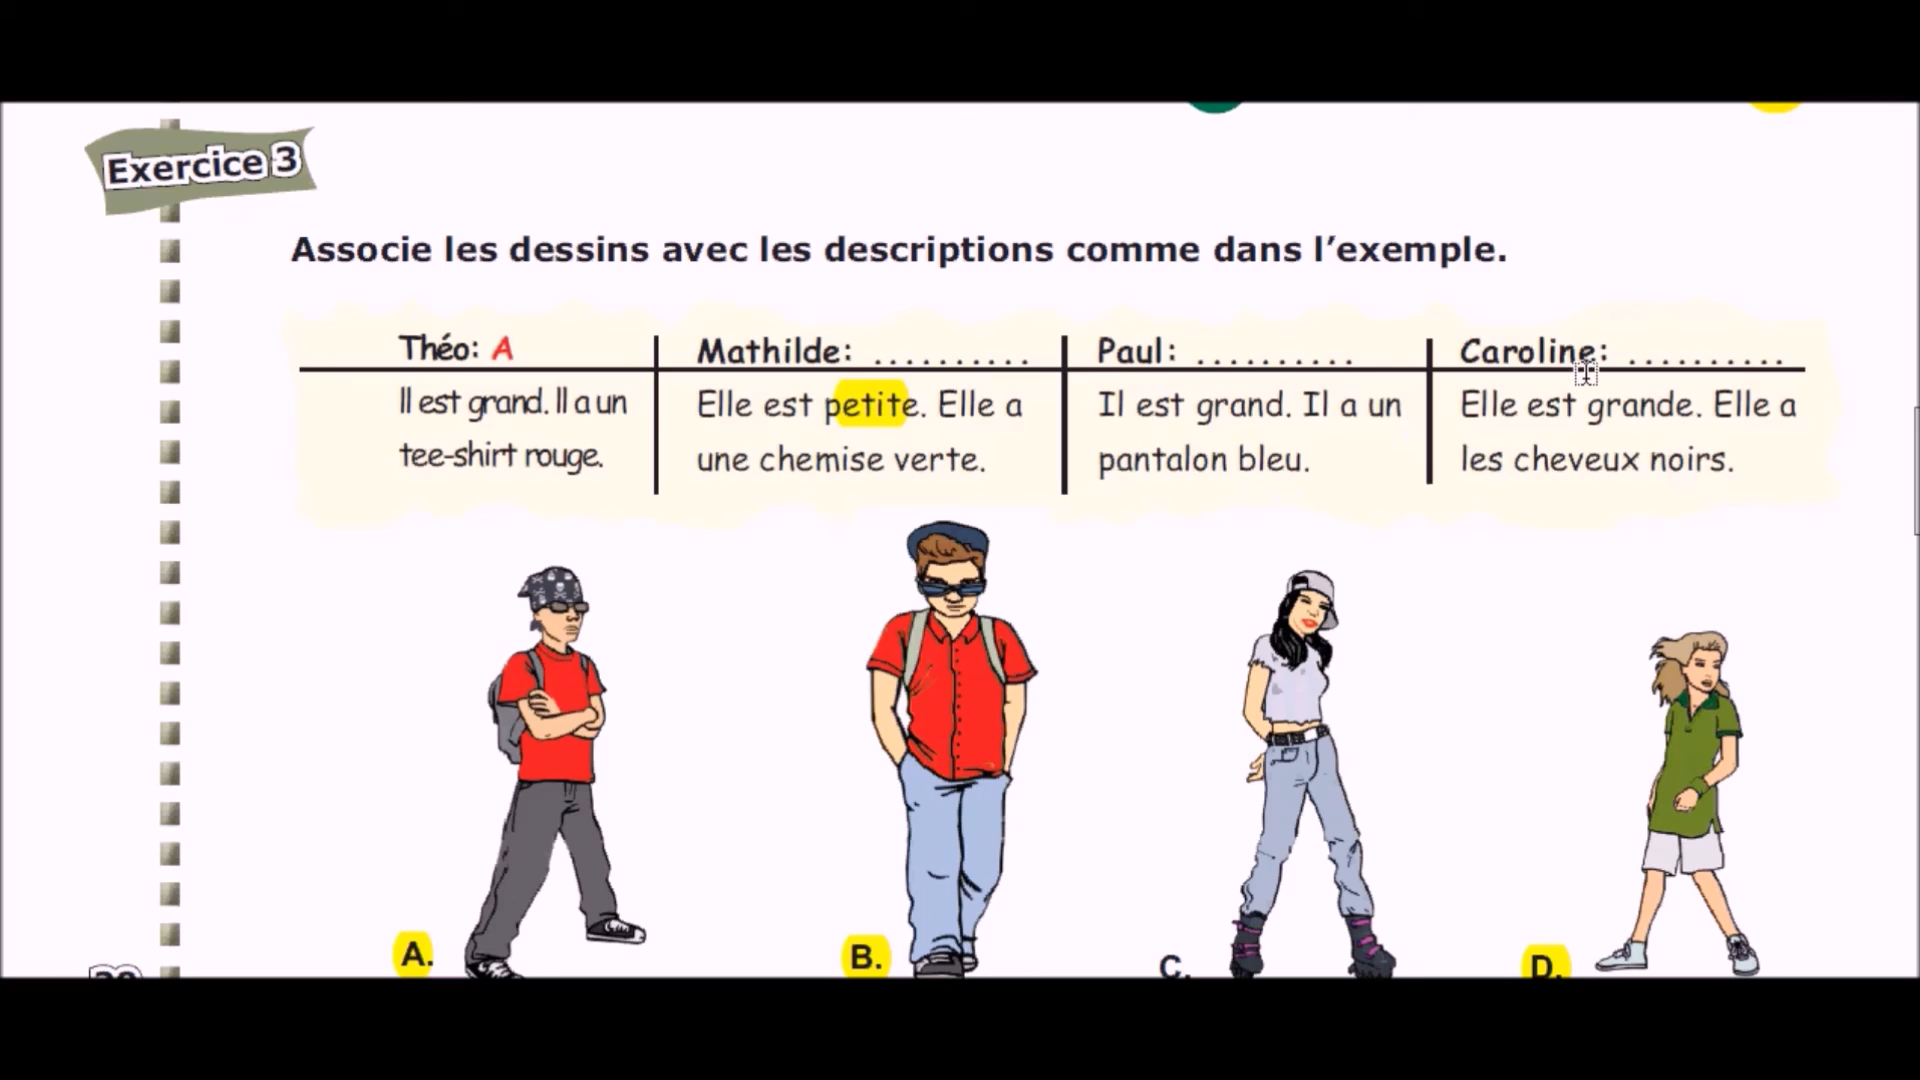 Exercice 3
Associe les dessins avec les descriptions comme dans l’exemple.
Théo: A
Il est grand. Il a un
tee-shirt rouge.
Mathilde: ..........
Elle est petite. Elle a
une chemise verte.
Paul: ..........
Il est grand. Il a un
pantalon bleu.
Caroline: ..........
Elle est grande. Elle a
les cheveux noirs.
A.
B.
C.
D.